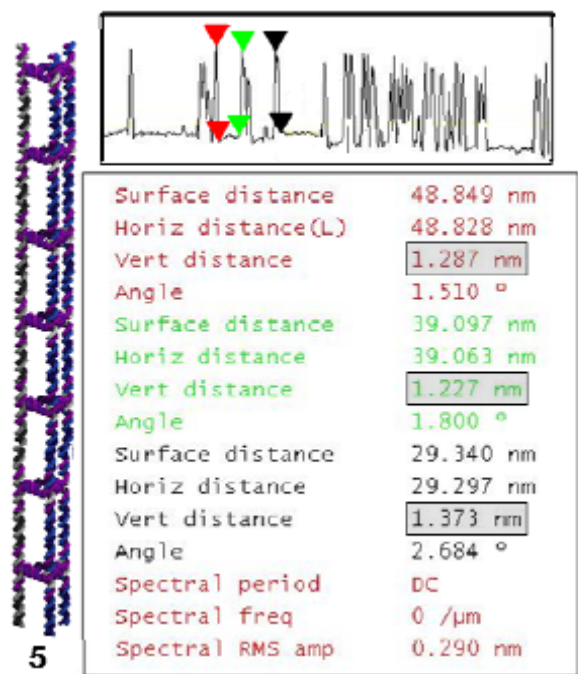 Surface distance 48.849 nm
Horiz distance(L) 48.828 nm
Vert distance 1.287 nm
Angle 1.510 º
Surface distance 39.097 nm
Horiz distance 39.063 nm
Vert distance 1.227 nm
Angle 1.800 º
Surface distance 29.340 nm
Horiz distance 29.297 nm
Vert distance 1.373 nm
Angle 2.684 º
Spectral period DC
Spectral freq 0 /µm
Spectral RMS amp 0.290 nm
5